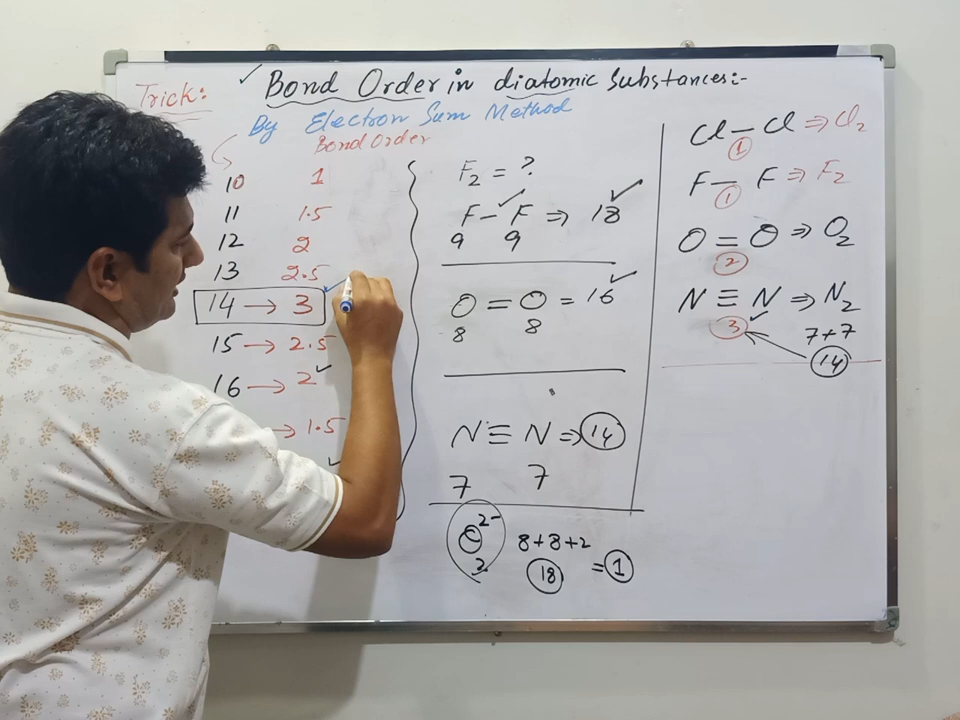 Trick:
✓ Bond Order in diatomic Substances:-
By Electron Sum Method
Bond Order
10 1
11 1.5
12 2
13 2.5
14 → 3
15 → 2.5
16 → 2 ✓
→ 1.5
✓
F2 = ?
F - F ⇒ 18 ✓
9 9
O = O = 16 ✓
8 8
N ≡ N ⇒ 14
7 7
O2 2- 8+8+2
18 = 1
Cl - Cl ⇒ Cl2
1
F - F ⇒ F2
1
O = O ⇒ O2
2
N ≡ N ⇒ N2
3 ✓ 7+7
14